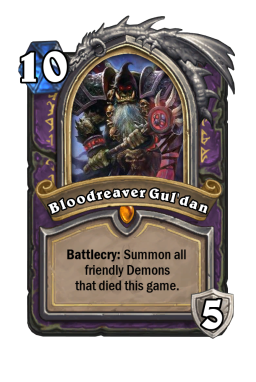 10
Bloodreaver Gul'dan
Battlecry: Summon all
friendly Demons
that died this game.
5